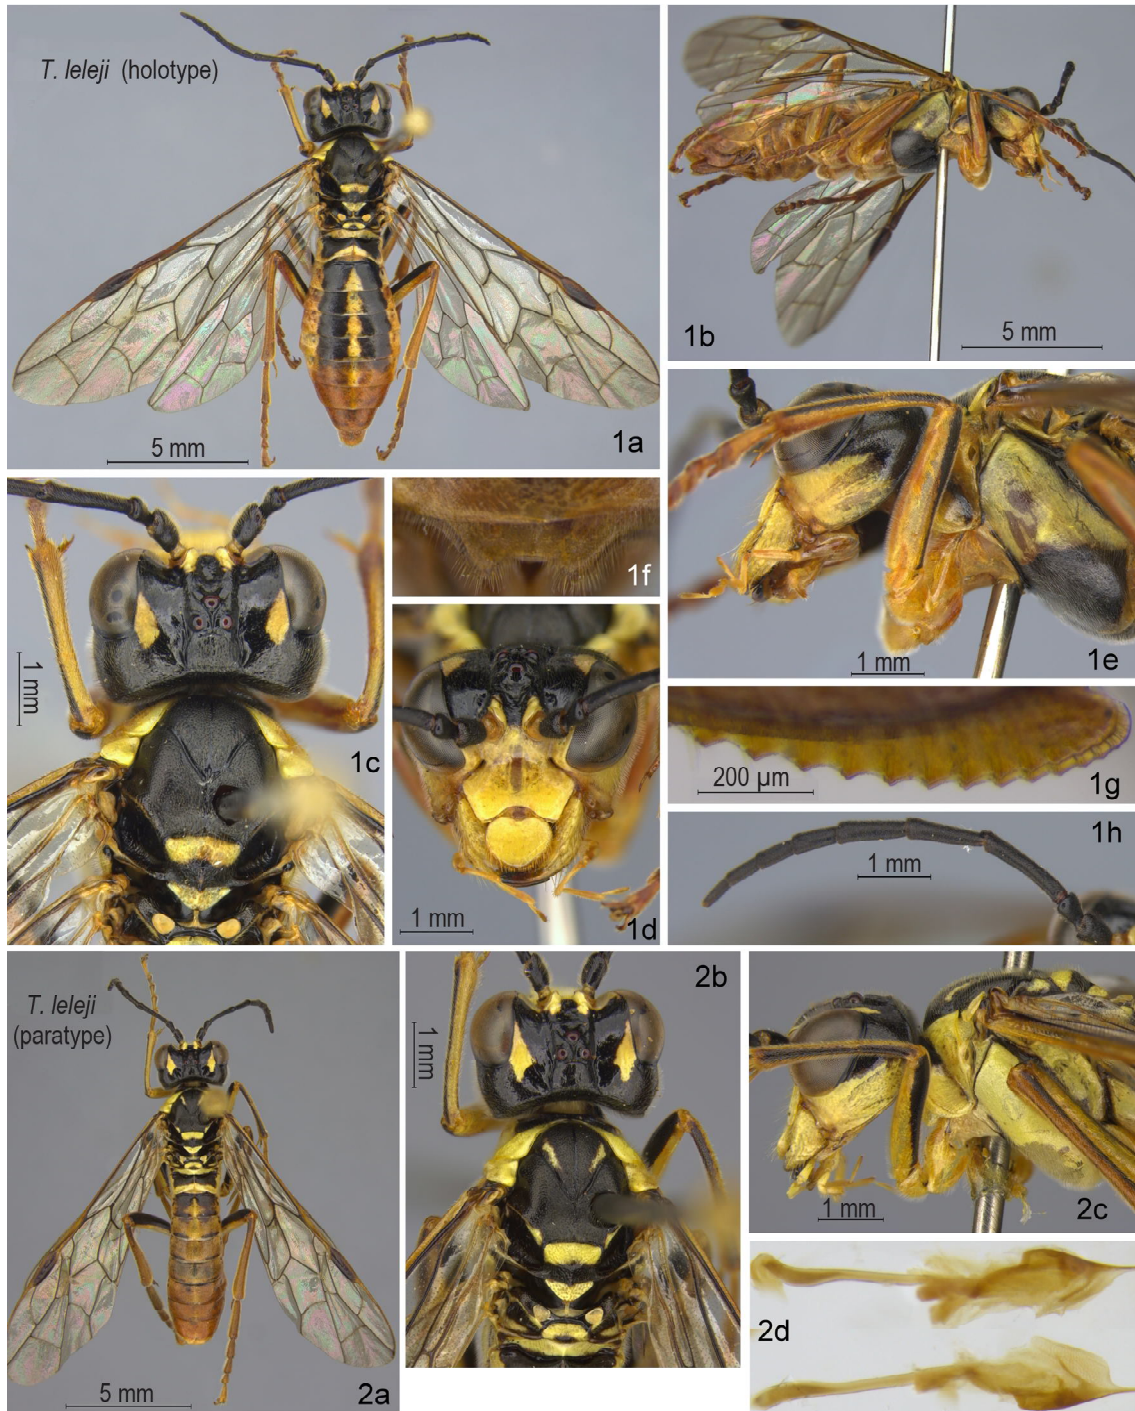 T. leleji (holotype)
5 mm
1a
1b
5 mm
1 mm
1c
1f
1 mm
1d
1 mm
1e
200 µm
1g
1h
1 mm
T. leleji
(paratype)
5 mm
2a
2b
1 mm
1 mm
2c
2d